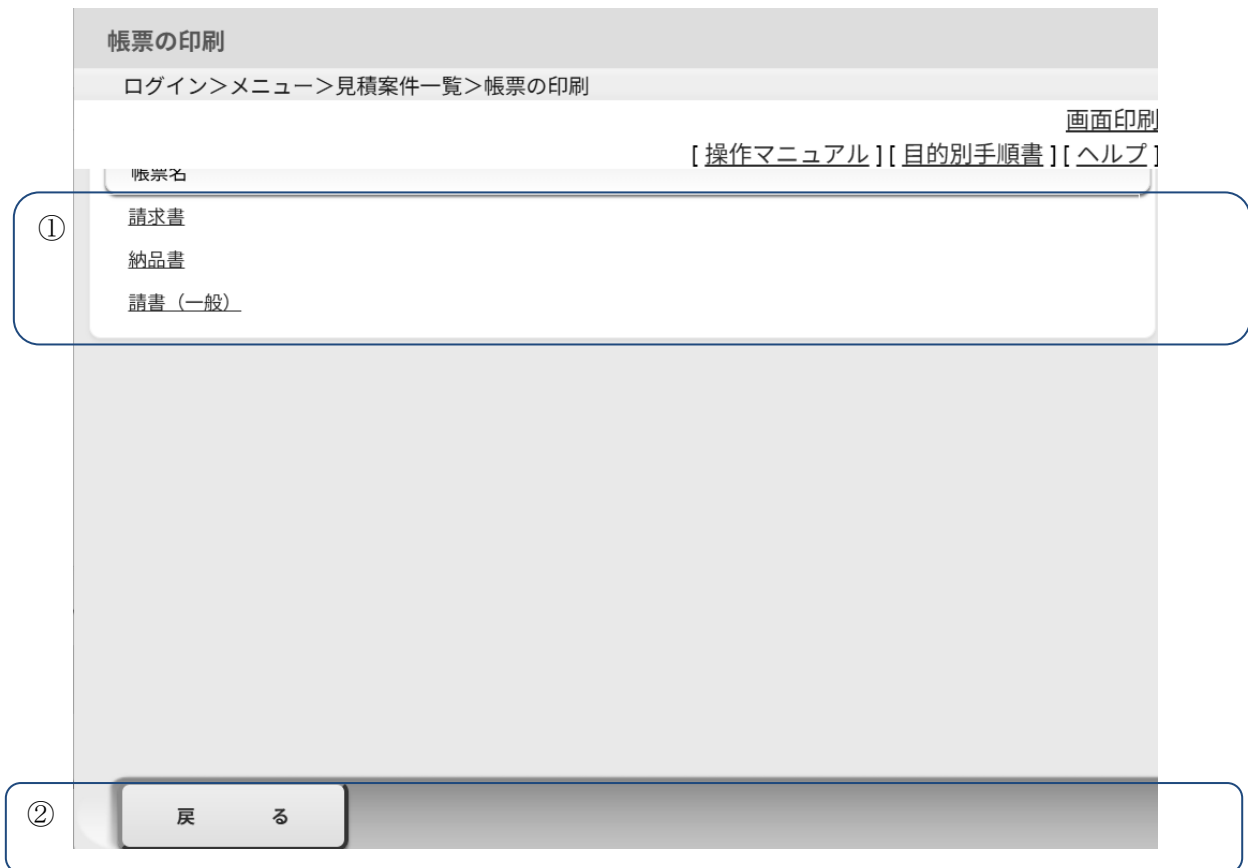 帳票の印刷
ログイン＞メニュー＞見積案件一覧＞帳票の印刷
画面印刷
[ 操作マニュアル ] [ 目的別手順書 ] [ ヘルプ ]
帳票名
①
請求書
納品書
請書（一般）
②
戻 る